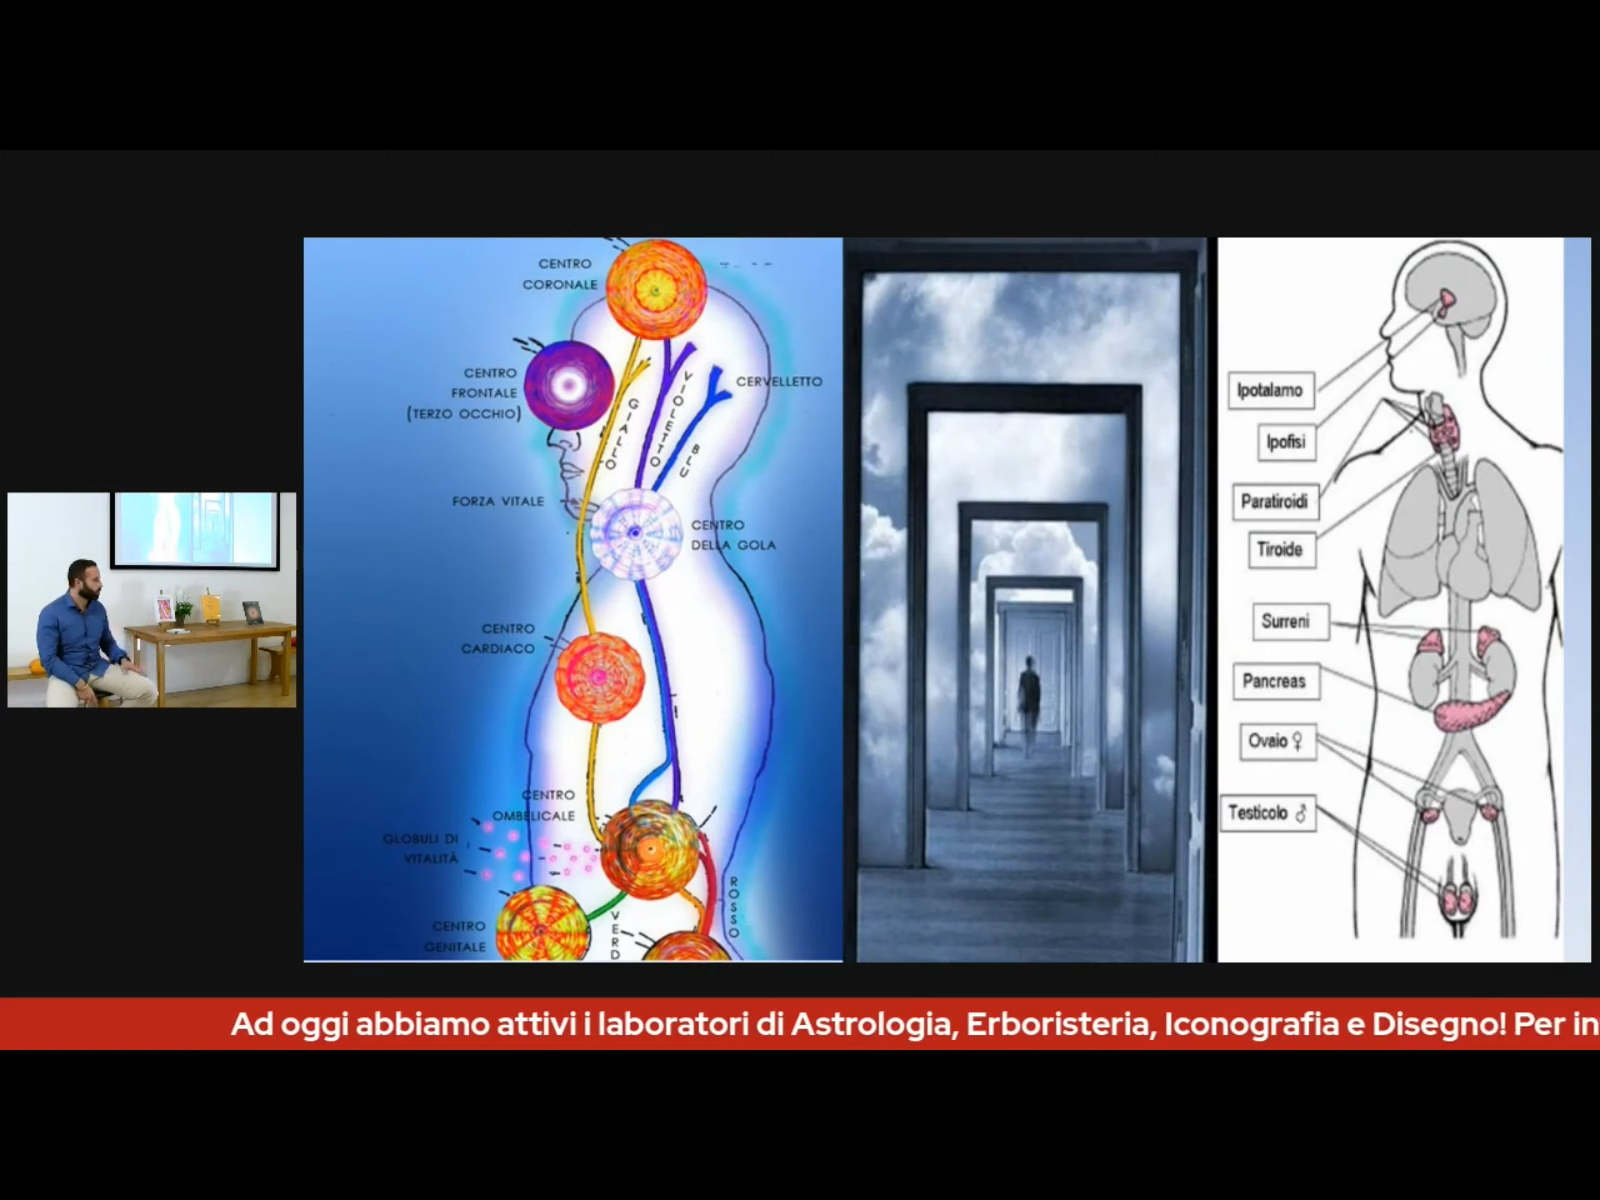 CENTRO
CORONALE
CENTRO
FRONTALE
(TERZO OCCHIO)
CERVELLETTO
GIALLO
VIOLETTO
BLU
FORZA VITALE
CENTRO
DELLA GOLA
CENTRO
CARDIACO
CENTRO
OMBELICALE
GLOBULI DI
VITALITÀ
ROSSO
VERD
CENTRO
GENITALE
Ipotalamo
Ipofisi
Paratiroidi
Tiroide
Surreni
Pancreas
Ovaio ♀
Testicolo ♂
Ad oggi abbiamo attivi i laboratori di Astrologia, Erboristeria, Iconografia e Disegno! Per in